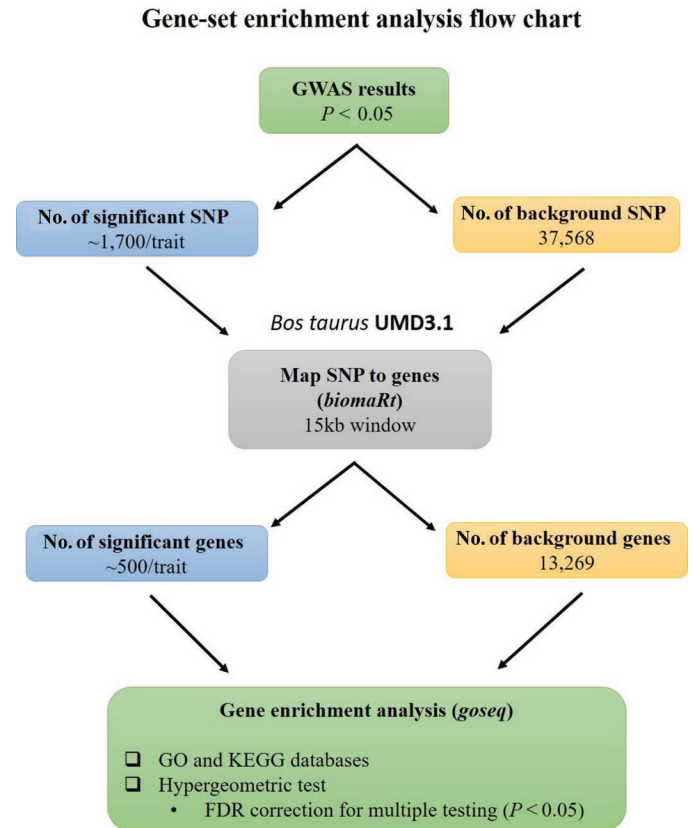 Gene-set enrichment analysis flow chart
GWAS results
P < 0.05
No. of significant SNP
~1,700/trait
No. of background SNP
37,568
Bos taurus UMD3.1
Map SNP to genes
(biomaRt)
15kb window
No. of significant genes
~500/trait
No. of background genes
13,269
Gene enrichment analysis (goseq)
❑ GO and KEGG databases
❑ Hypergeometric test
• FDR correction for multiple testing (P < 0.05)